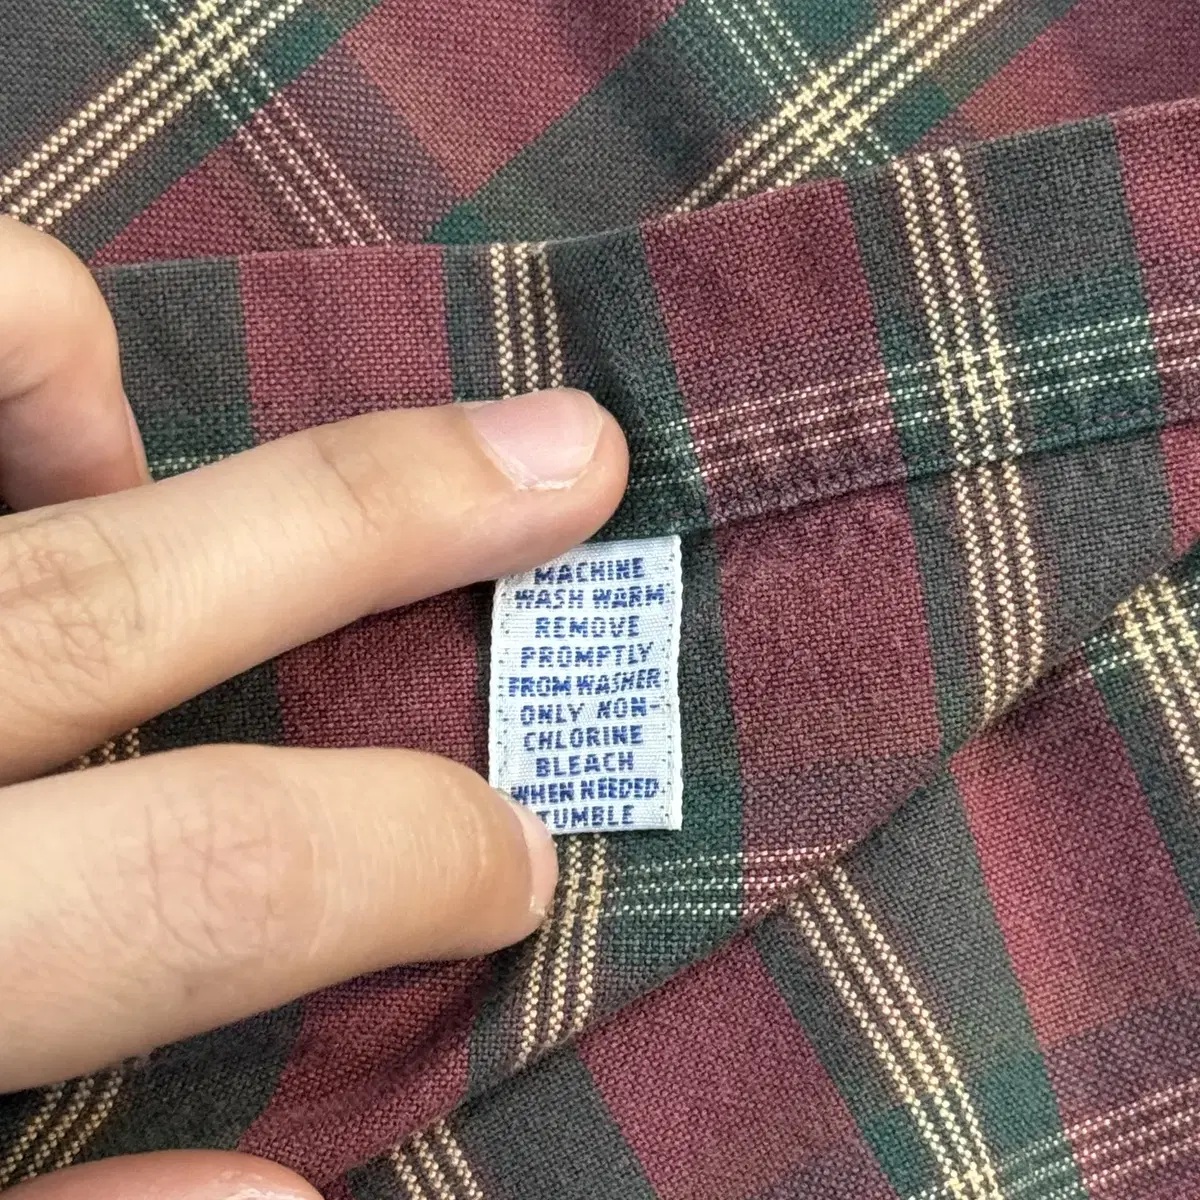 MACHINE
WASH WARM
REMOVE
PROMPTLY
FROM WASHER
ONLY NON-
CHLORINE
BLEACH
WHEN NEEDED
TUMBLE